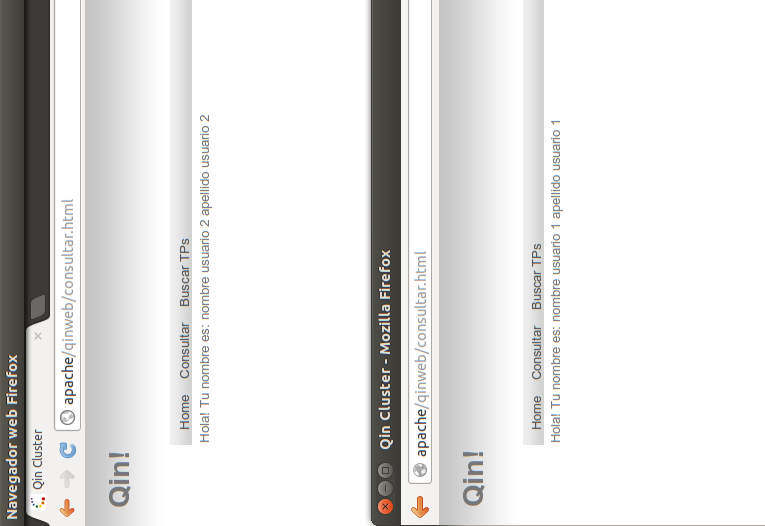 Navegador web Firefox
Qin Cluster
apache/qinweb/consultar.html
Qin!
Home Consultar Buscar TPs
Hola! Tu nombre es: nombre usuario 2 apellido usuario 2
Qin Cluster - Mozilla Firefox
apache/qinweb/consultar.html
Qin!
Home Consultar Buscar TPs
Hola! Tu nombre es: nombre usuario 1 apellido usuario 1